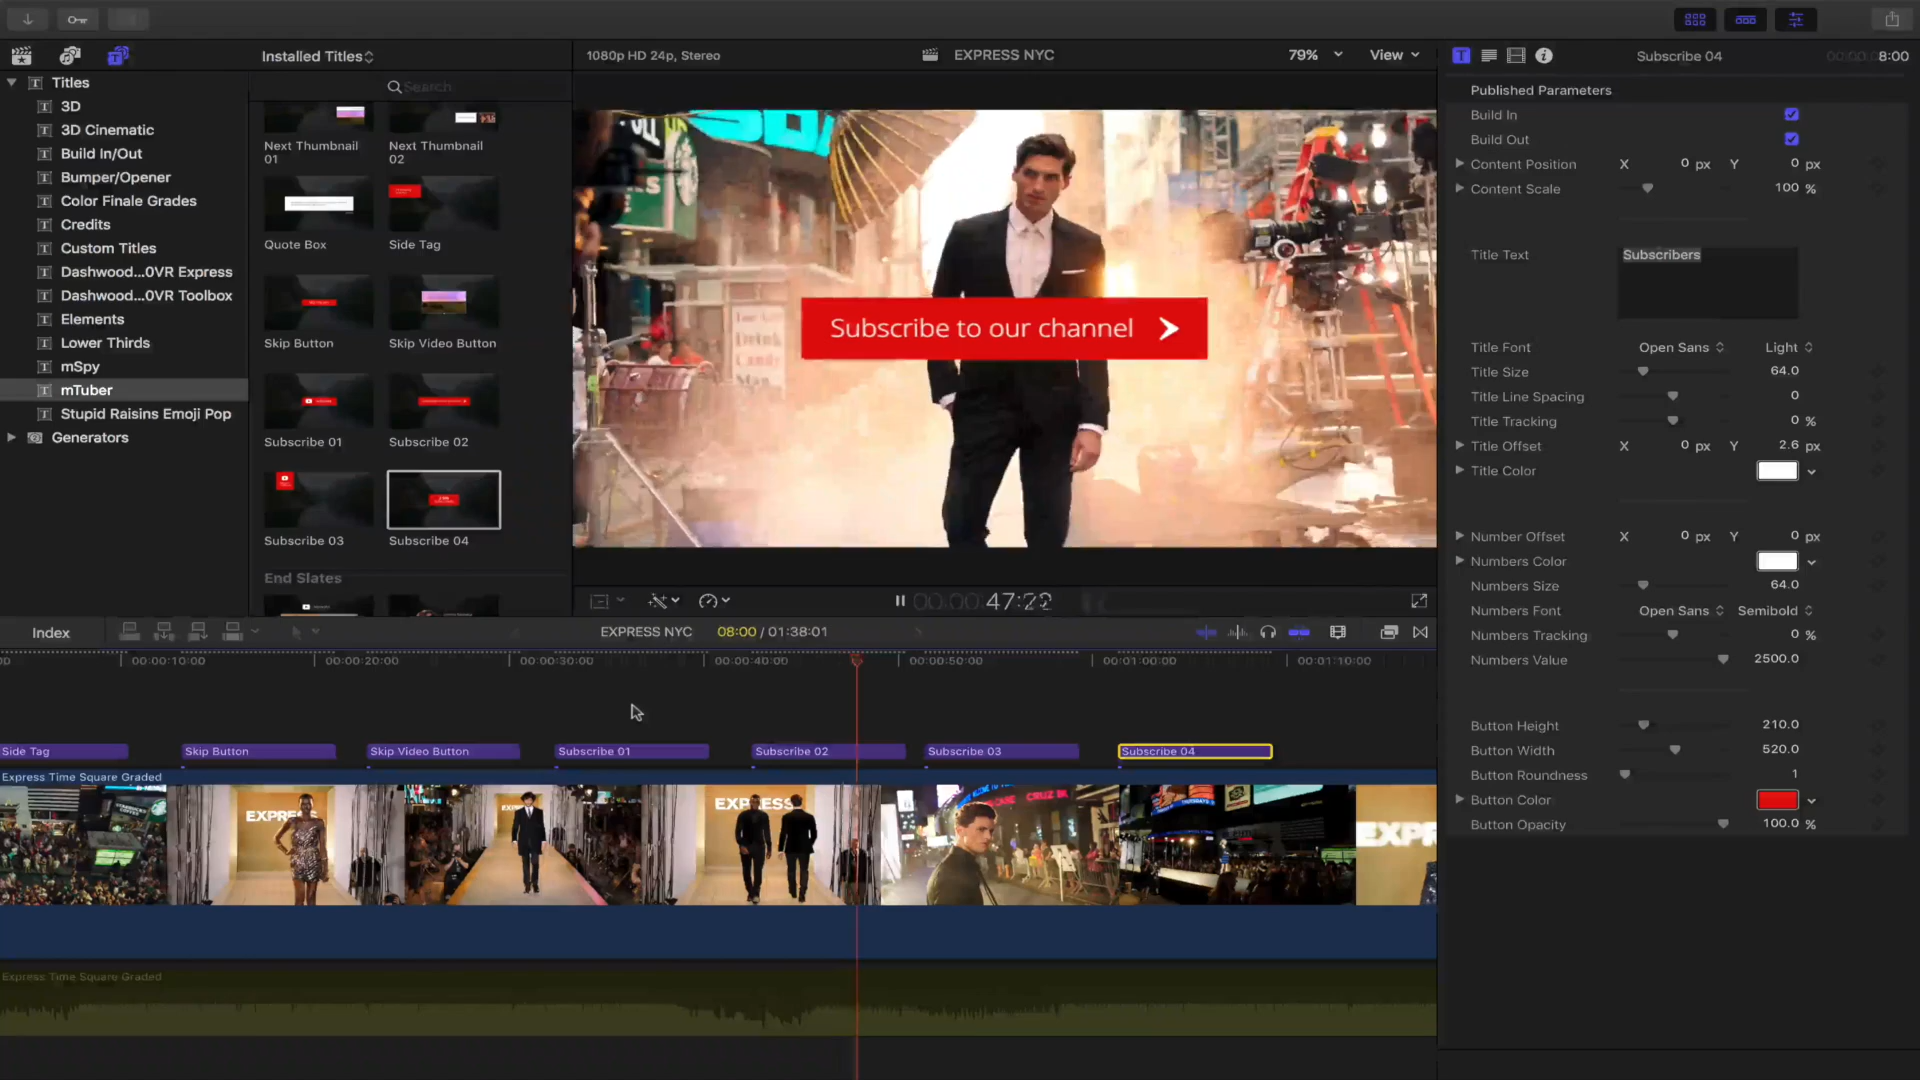 Installed Titles
1080p HD 24p, Stereo
EXPRESS NYC
79%
View
Subscribe 04
00:00:08:00
Titles
3D
3D Cinematic
Build In/Out
Bumper/Opener
Color Finale Grades
Credits
Custom Titles
Dashwood...0VR Express
Dashwood...0VR Toolbox
Elements
Lower Thirds
mSpy
mTuber
Stupid Raisins Emoji Pop
Generators
Search
Next Thumbnail 01
Next Thumbnail 02
Quote Box
Side Tag
Skip Button
Skip Video Button
Subscribe 01
Subscribe 02
Subscribe 03
Subscribe 04
End Slates
Subscribe to our channel
Published Parameters
Build In
Build Out
Content Position X 0 px Y 0 px
Content Scale 100 %
Title Text Subscribers
Title Font Open Sans Light
Title Size 64.0
Title Line Spacing 0
Title Tracking 0 %
Title Offset X 0 px Y 2.6 px
Title Color
Number Offset X 0 px Y 0 px
Numbers Color
Numbers Size 64.0
Numbers Font Open Sans Semibold
Numbers Tracking 0 %
Numbers Value 2500.0
Button Height 210.0
Button Width 520.0
Button Roundness 1
Button Color
Button Opacity 100.0 %
Index
EXPRESS NYC
08:00 / 01:38:01
00:00:10:00
00:00:20:00
00:00:30:00
00:00:40:00
00:00:50:00
00:01:00:00
00:01:10:00
Side Tag
Skip Button
Skip Video Button
Subscribe 01
Subscribe 02
Subscribe 03
Subscribe 04
Express Time Square Graded
EXPRESS
Express Time Square Graded